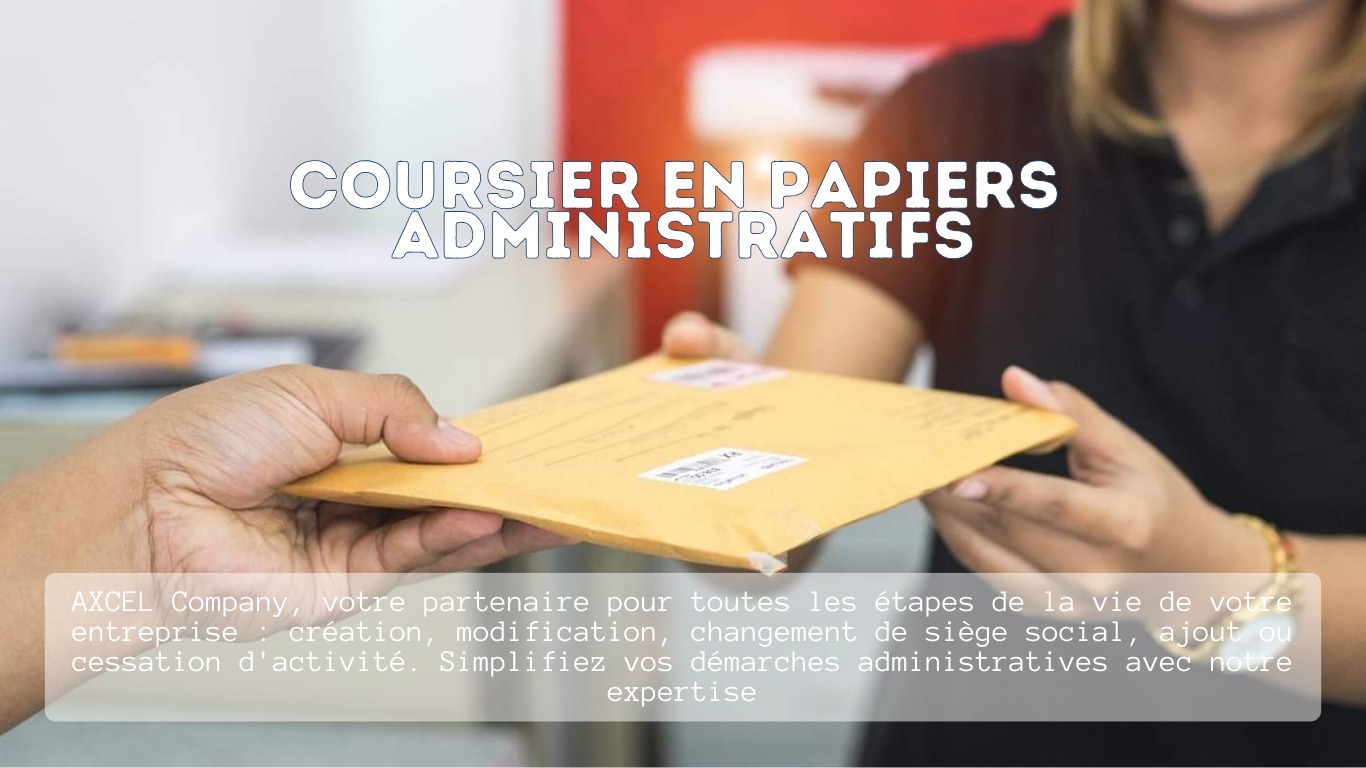 COURSIER EN PAPIERS
ADMINISTRATIFS
AXCEL Company, votre partenaire pour toutes les étapes de la vie de votre
entreprise : création, modification, changement de siège social, ajout ou
cessation d'activité. Simplifiez vos démarches administratives avec notre
expertise